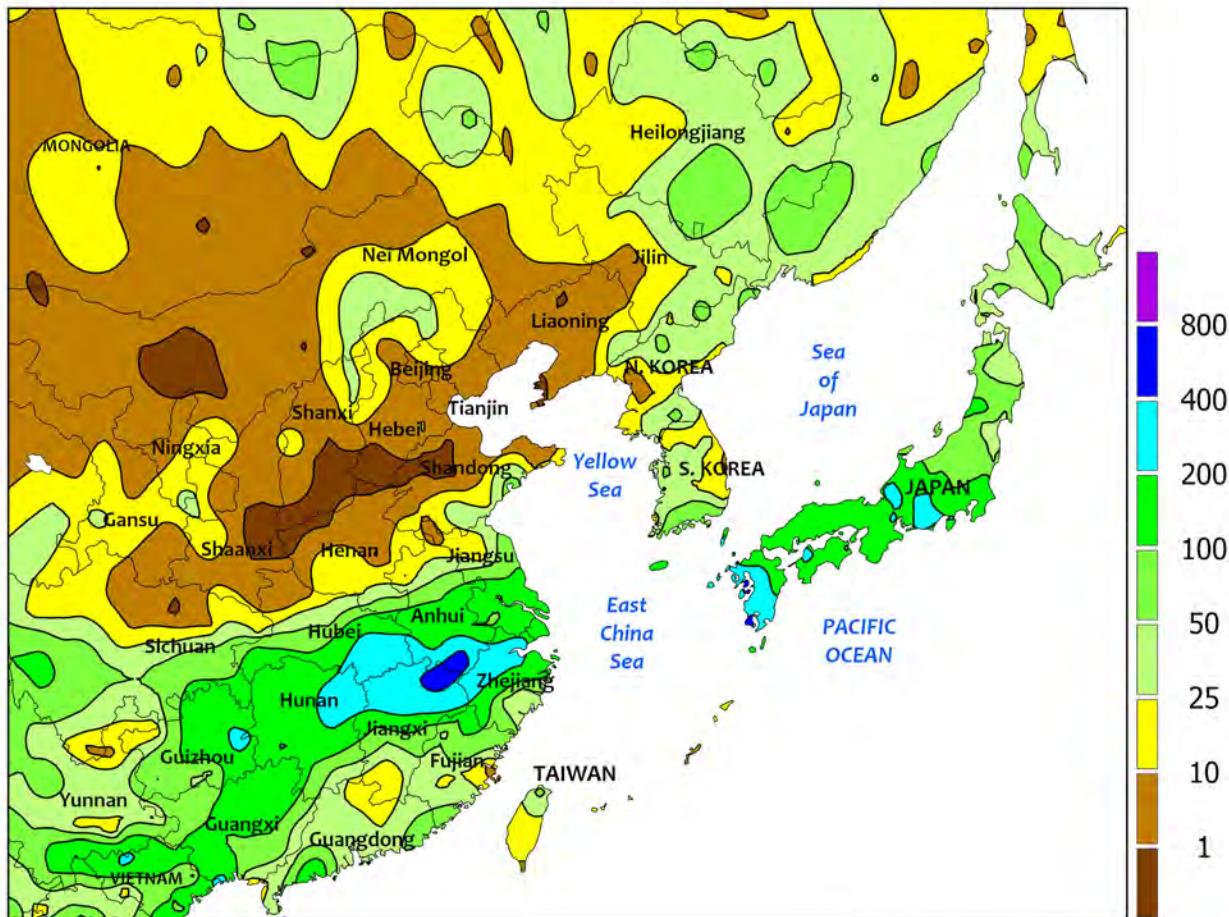 MONGOLIA
Heilongjiang
Nei Mongol
Jilin
Liaoning
Beijing
N. KOREA
Sea
of
Japan
Shanxi
Tianjin
Hebei
Ningxia
Shandong
Yellow
Sea
S. KOREA
JAPAN
Gansu
Shaanxi
Henan
Jiangsu
Anhui
Hubei
Sichuan
East
China
Sea
PACIFIC
OCEAN
Zhejiang
Hunan
Jiangxi
Guizhou
Fujian
TAIWAN
Yunnan
Guangxi
Guangdong
VIETNAM
800
400
200
100
50
25
10
1